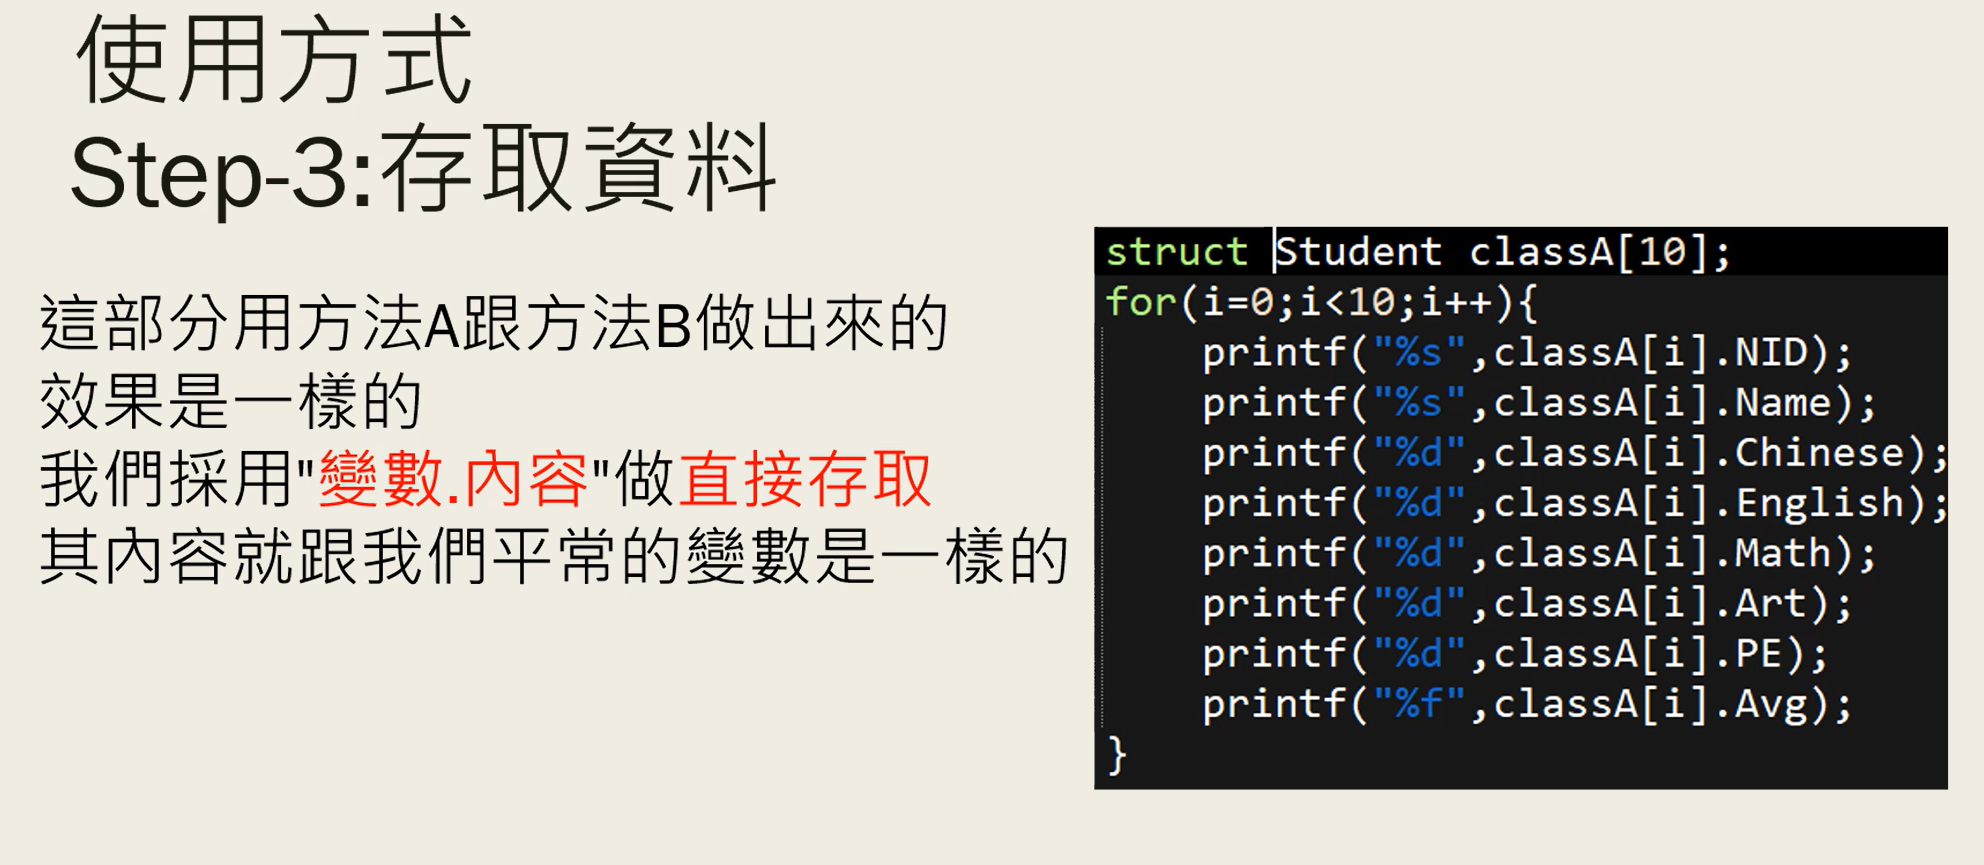 使用方式
Step-3:存取資料
這部分用方法A跟方法B做出來的
效果是一樣的
我們採用"變數.內容"做直接存取
其內容就跟我們平常的變數是一樣的
struct Student classA[10];
for(i=0;i<10;i++){
printf("%s",classA[i].NID);
printf("%s",classA[i].Name);
printf("%d",classA[i].Chinese);
printf("%d",classA[i].English);
printf("%d",classA[i].Math);
printf("%d",classA[i].Art);
printf("%d",classA[i].PE);
printf("%f",classA[i].Avg);
}